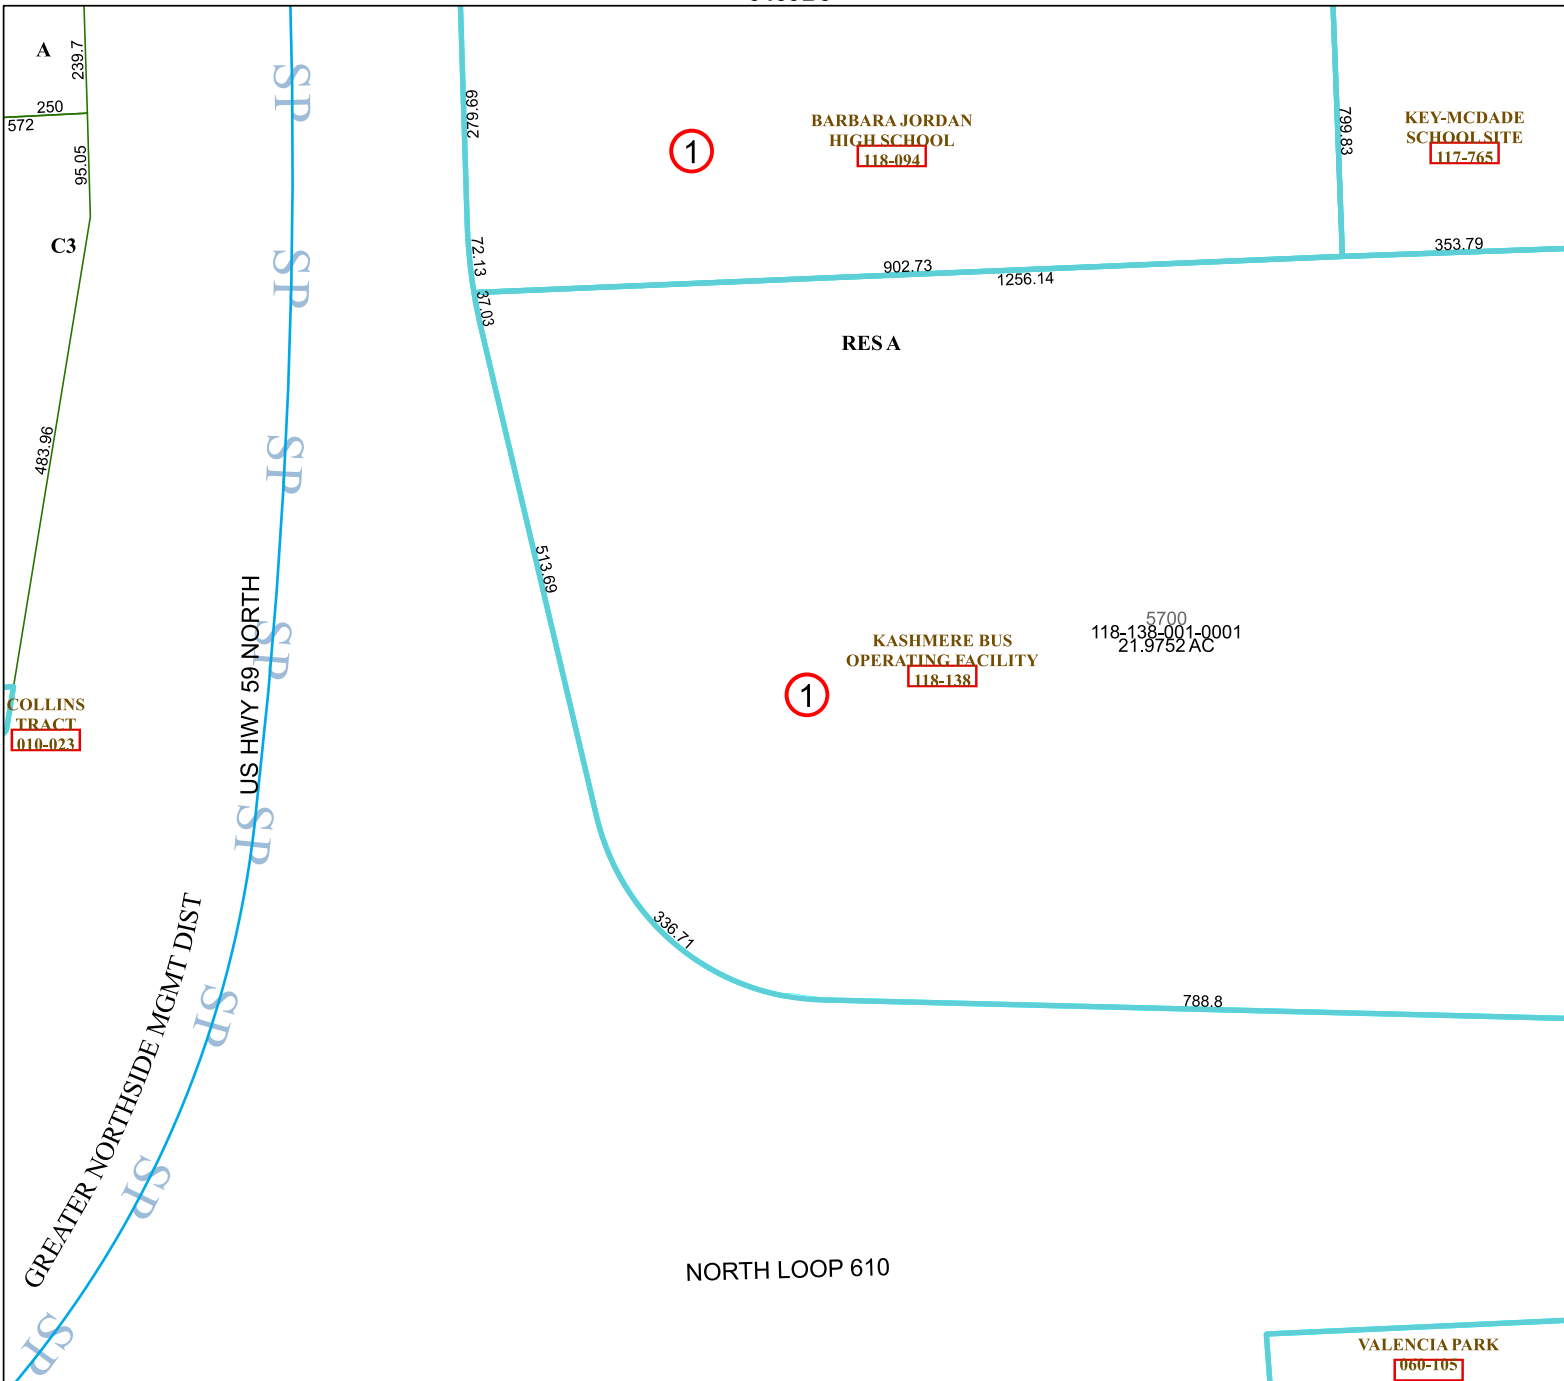 A
239.7
250
572
95.05
C3
483.96
COLLINS
TRACT
010-023
SP
SP
SP
SP
SP
SP
SP
SP
US HWY 59 NORTH
GREATER NORTHSIDE MGMT DIST
279.69
72.13
37.03
1
BARBARA JORDAN
HIGH SCHOOL
118-094
799.83
KEY-MCDADE
SCHOOL SITE
117-765
902.73
1256.14
353.79
RES A
513.69
5700
118-138-001-0001
21.9752 AC
KASHMERE BUS
OPERATING FACILITY
118-138
1
336.71
788.8
NORTH LOOP 610
VALENCIA PARK
060-105